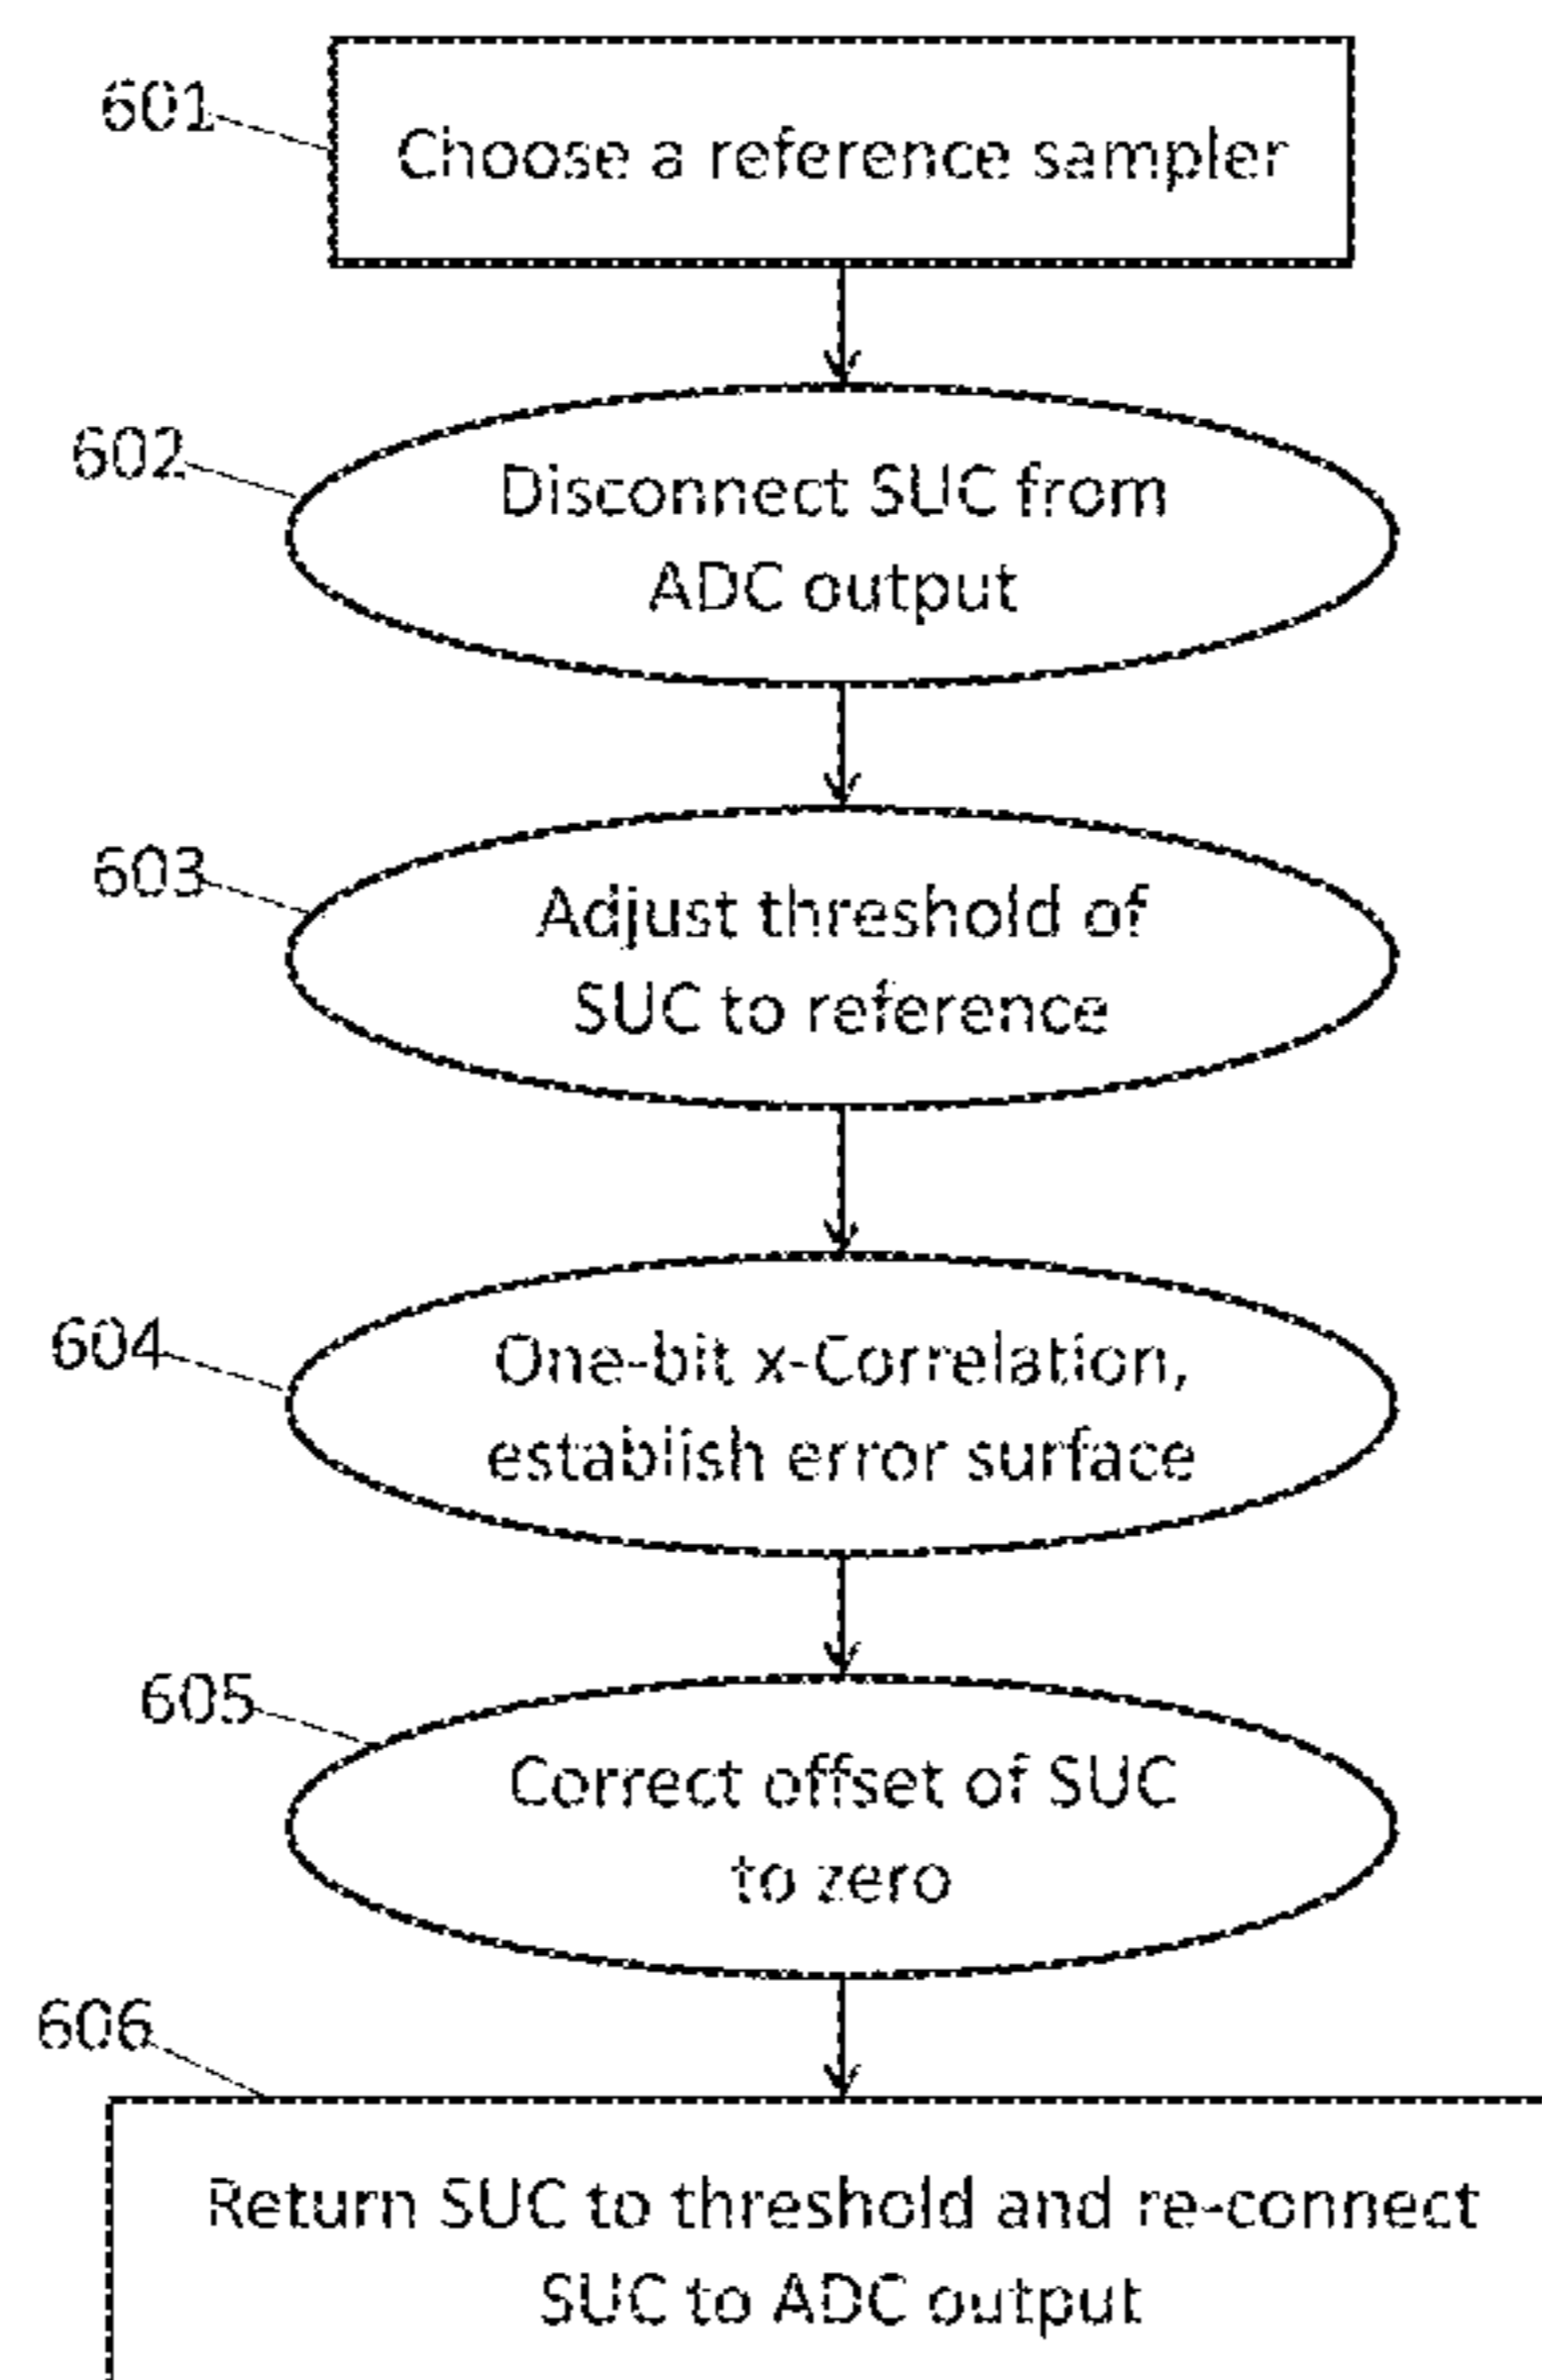 601
Choose a reference sampler
602
Disconnect SUC from
ADC output
603
Adjust threshold of
SUC to reference
604
One-bit x-Correlation,
establish error surface
605
Correct offset of SUC
to zero
606
Return SUC to threshold and re-connect
SUC to ADC output